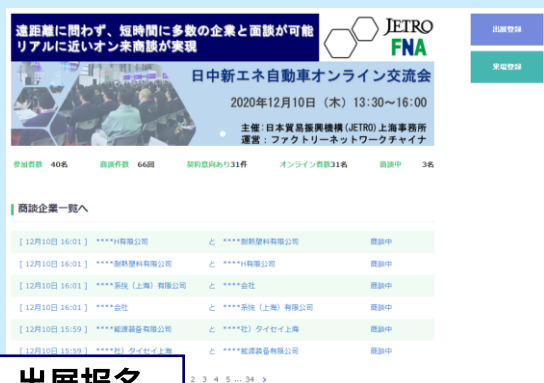 遠距離に問わず、短時間に多数の企業と面談が可能
リアルに近いオン来商談が実現
JETRO
FNA
出展登録
来場登録
日中新エネ自動車オンライン交流会
2020年12月10日（木）13:30~16:00
主催：日本貿易振興機構（JETRO）上海事務所
運営：ファクトリーネットワークチャイナ
参加者数 40名 商談件数 66回 契約意向あり31件 オンライン者数31名 商談中 3名
商談企業一覧へ
[ 12月10日 16:01 ] ****H有限公司 と ****耐熱塑料有限公司 商談中
[ 12月10日 16:01 ] ****耐熱塑料有限公司 と ****H有限公司 商談中
[ 12月10日 16:01 ] ****系统（上海）有限公司 と ****会社 商談中
[ 12月10日 16:01 ] ****会社 と ****系统（上海）有限公司 商談中
[ 12月10日 15:59 ] ****能源装备有限公司 と ****社）タイセイ上海 商談中
[ 12月10日 15:59 ] ****社）タイセイ上海 と ****能源装备有限公司 商談中
出展报名
2 3 4 5 ... 34 >